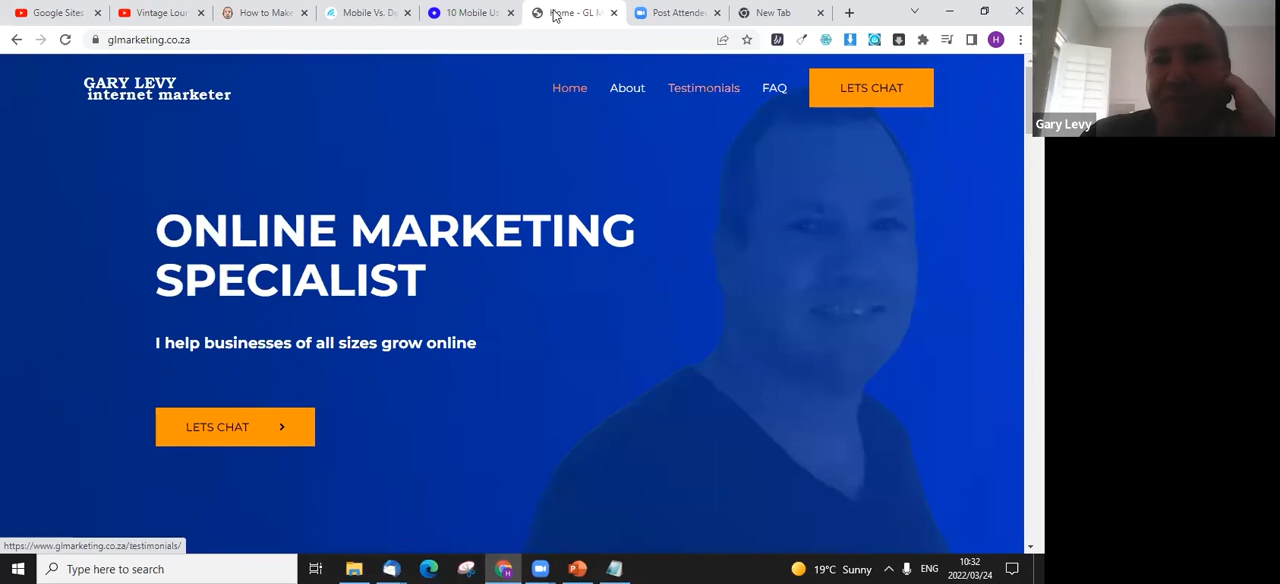 Google Sites
Vintage Lour
How to Make
Mobile Vs. De
10 Mobile Us
Home - GL M
Post Attende
New Tab
glmarketing.co.za
H
GARY LEVY
internet marketer
Home
About
Testimonials
FAQ
LETS CHAT
Gary Levy
ONLINE MARKETING
SPECIALIST
I help businesses of all sizes grow online
LETS CHAT
https://www.glmarketing.co.za/testimonials/
Type here to search
19°C Sunny
ENG
10:32
2022/03/24